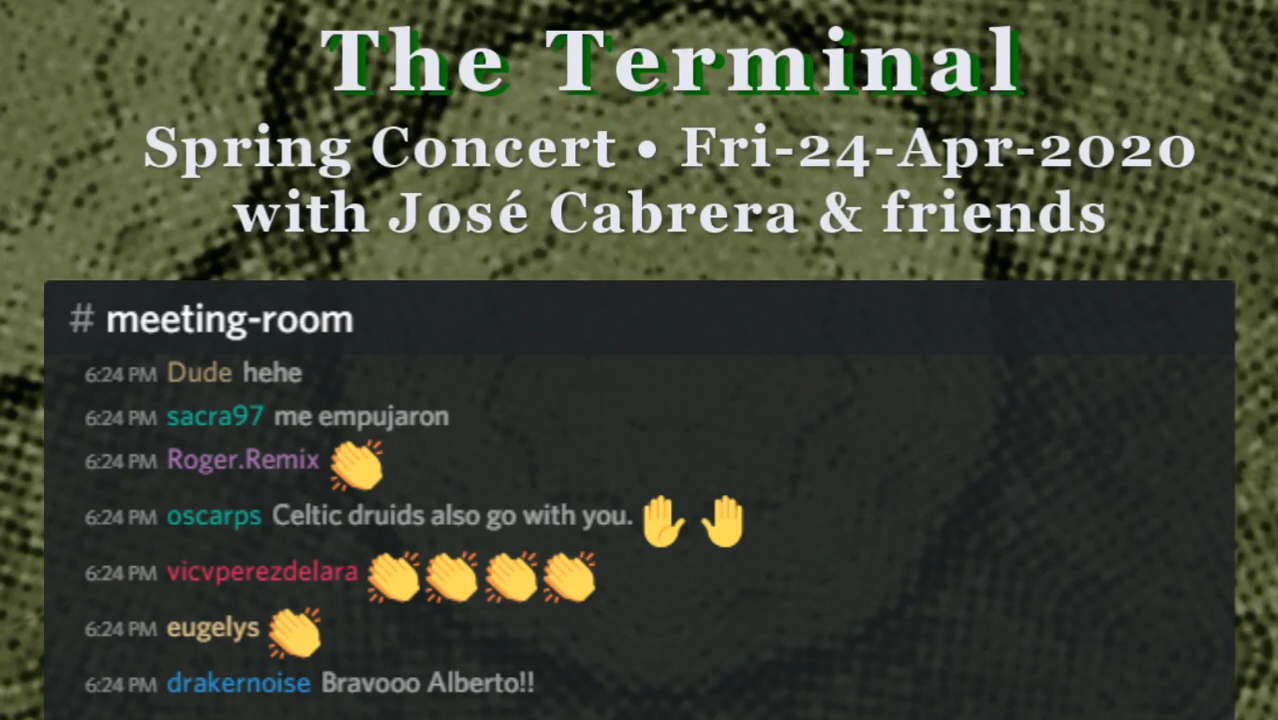 The Terminal
Spring Concert • Fri-24-Apr-2020
with José Cabrera & friends
# meeting-room
6:24 PM Dude hehe
6:24 PM sacra97 me empujaron
6:24 PM Roger.Remix 👏
6:24 PM oscarps Celtic druids also go with you. ✋ 🤚
6:24 PM vicvperezdelara 👏👏👏👏
6:24 PM eugelys 👏
6:24 PM drakernoise Bravooo Alberto!!